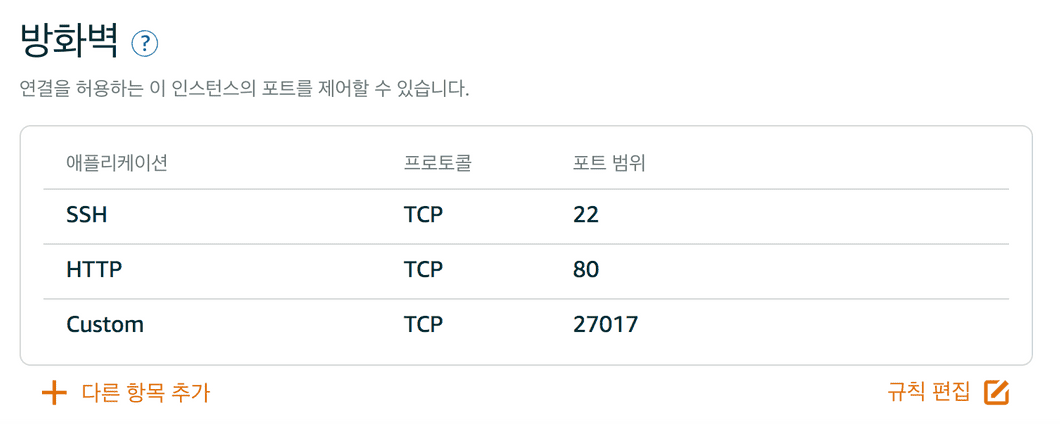 방화벽 ?
연결을 허용하는 이 인스턴스의 포트를 제어할 수 있습니다.
애플리케이션 프로토콜 포트 범위
SSH TCP 22
HTTP TCP 80
Custom TCP 27017
+ 다른 항목 추가 규칙 편집